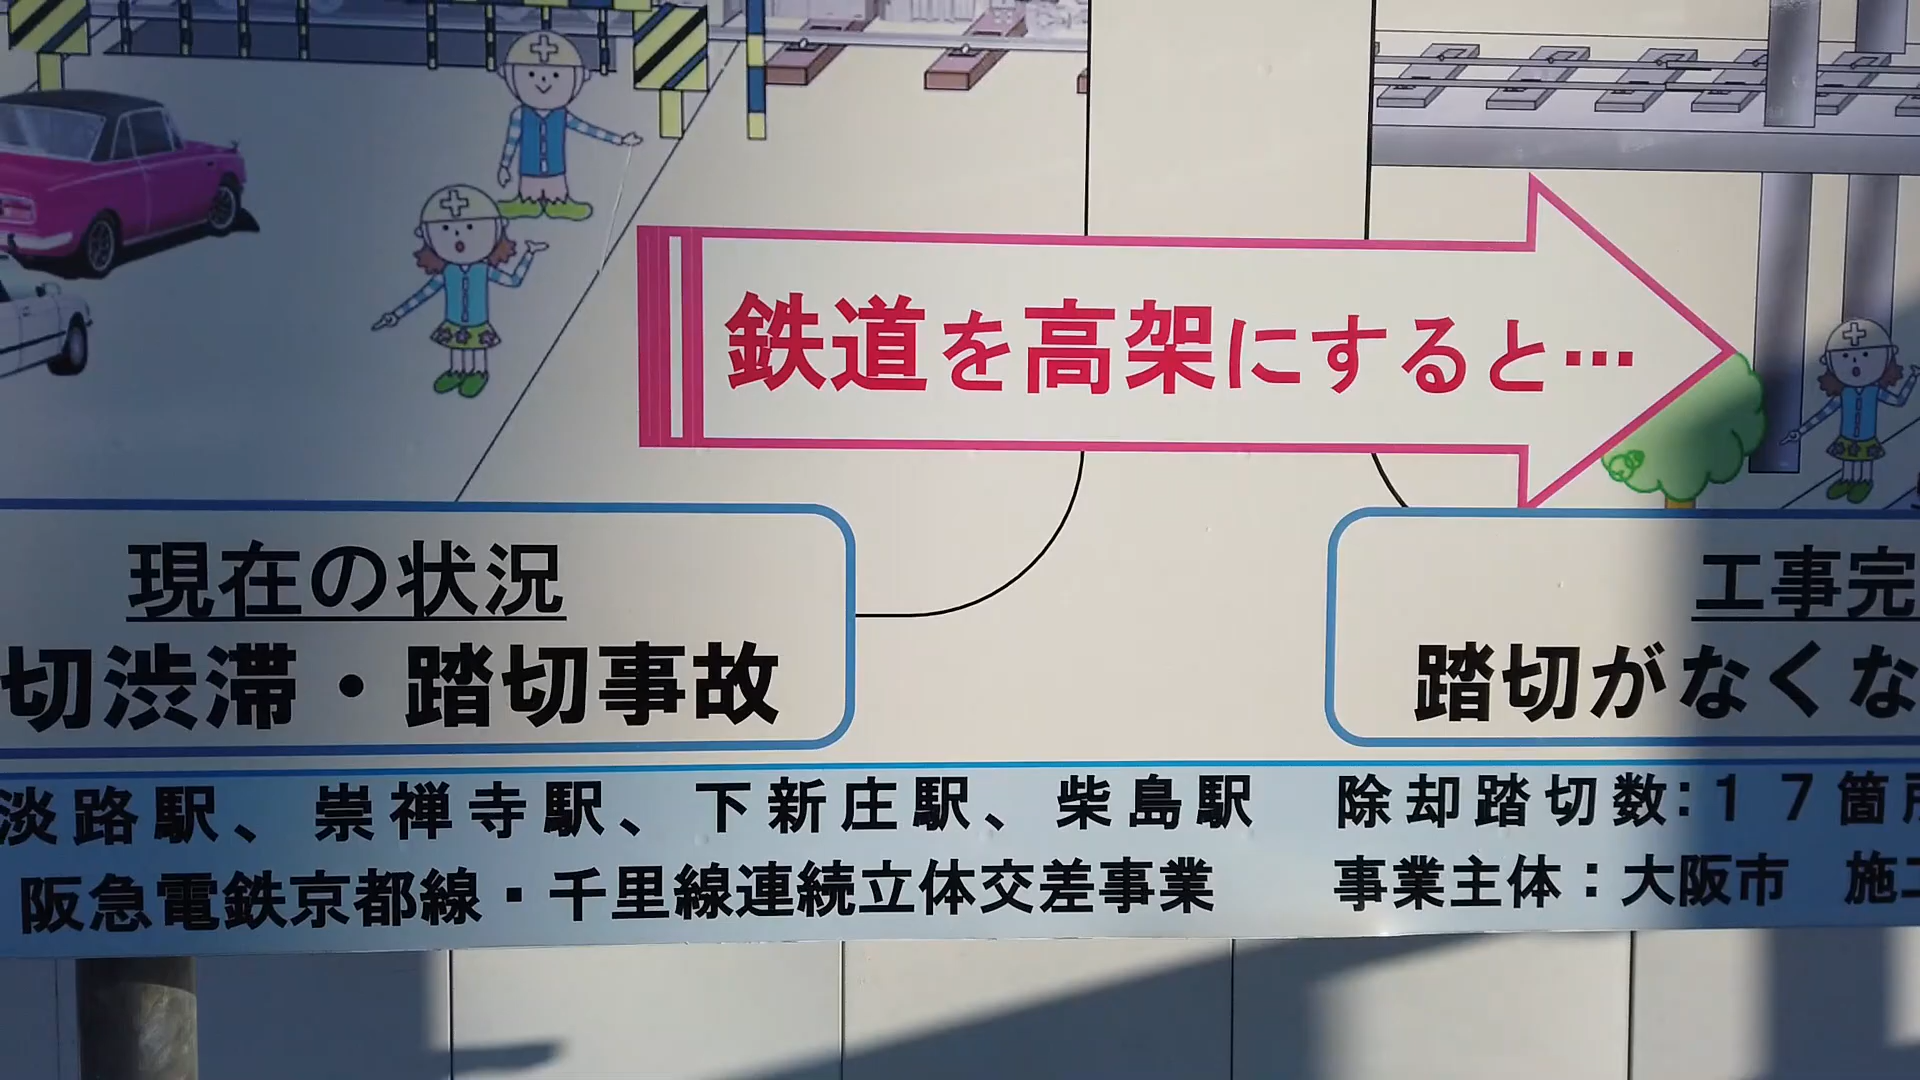 鉄道を高架にすると…
現在の状況
切渋滞・踏切事故
工事完
踏切がなくな
淡路駅、崇禅寺駅、下新庄駅、柴島駅
除却踏切数:17箇所
阪急電鉄京都線・千里線連続立体交差事業
事業主体：大阪市 施工